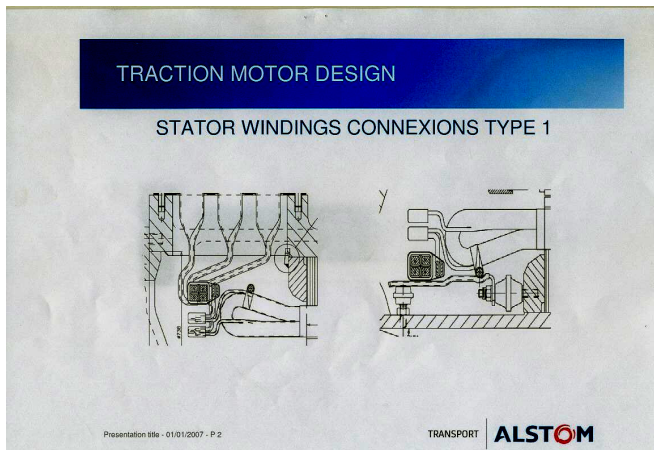 TRACTION MOTOR DESIGN
STATOR WINDINGS CONNEXIONS TYPE 1
Presentation title - 01/01/2007 - P 2
TRANSPORT
ALSTOM